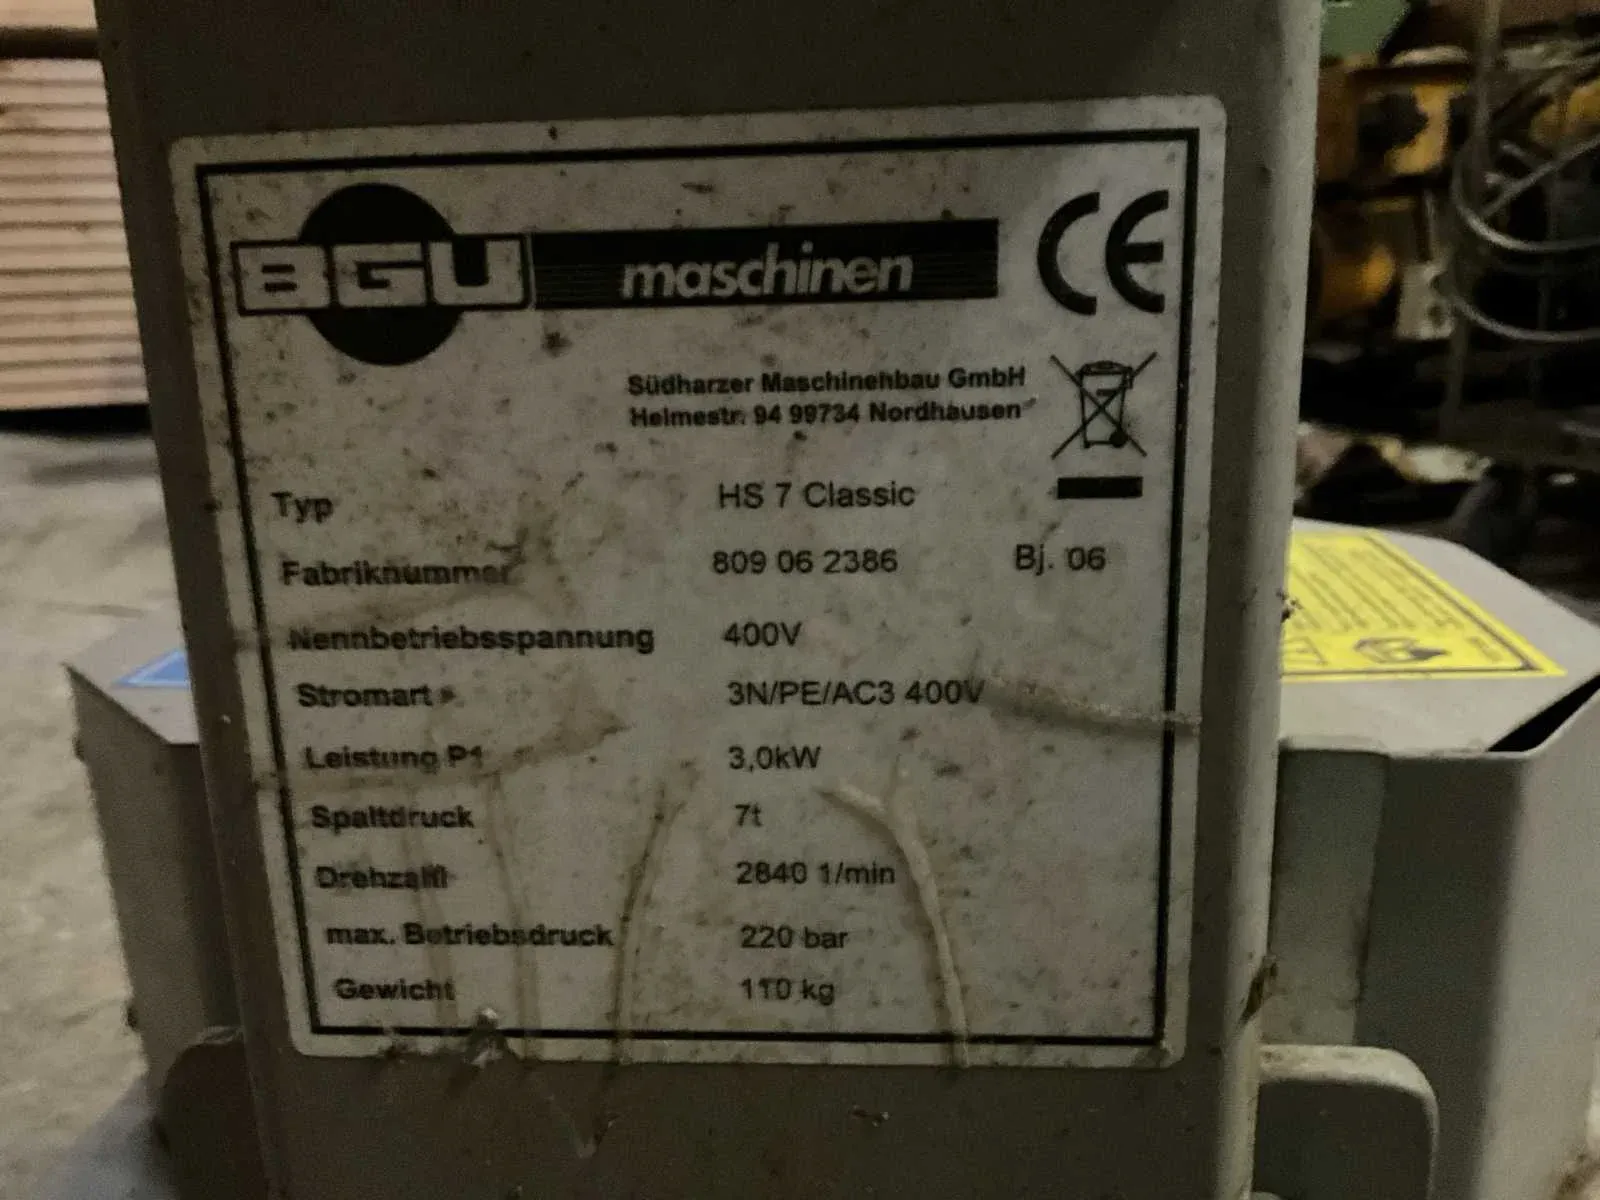 BGU maschinen CE
Südharzer Maschinenbau GmbH
Helmestr. 94 99734 Nordhausen
Typ HS 7 Classic
Fabriknummer 809 06 2386 Bj. 06
Nennbetriebsspannung 400V
Stromart 3N/PE/AC3 400V
Leistung P1 3,0kW
Spaltdruck 7t
Drehzahl 2840 1/min
max. Betriebsdruck 220 bar
Gewicht 110 kg